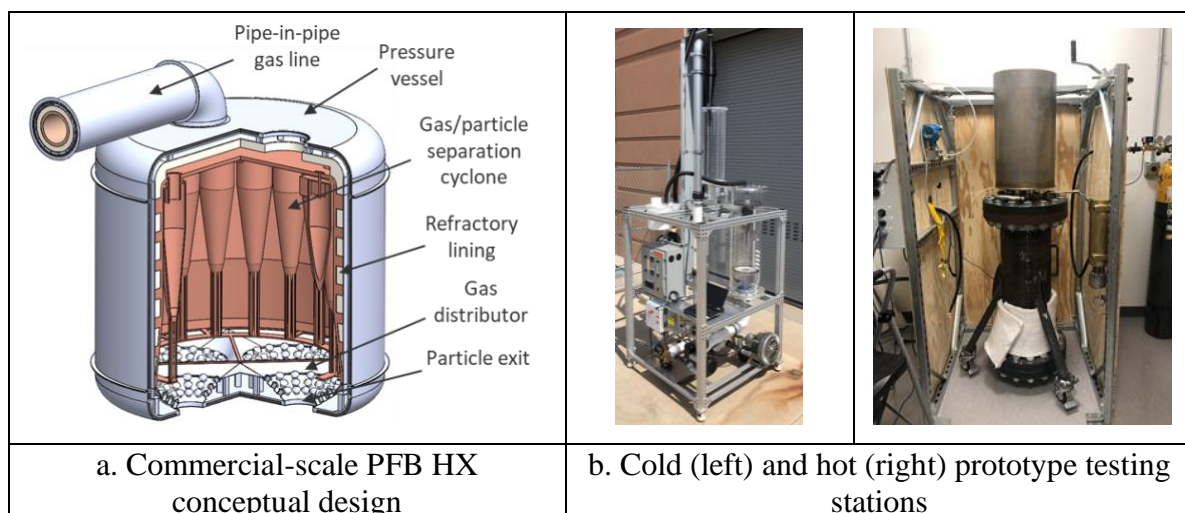 Pipe-in-pipe
gas line
Pressure
vessel
Gas/particle
separation
cyclone
Refractory
lining
Gas
distributor
Particle exit
a. Commercial-scale PFB HX
conceptual design
b. Cold (left) and hot (right) prototype testing
stations